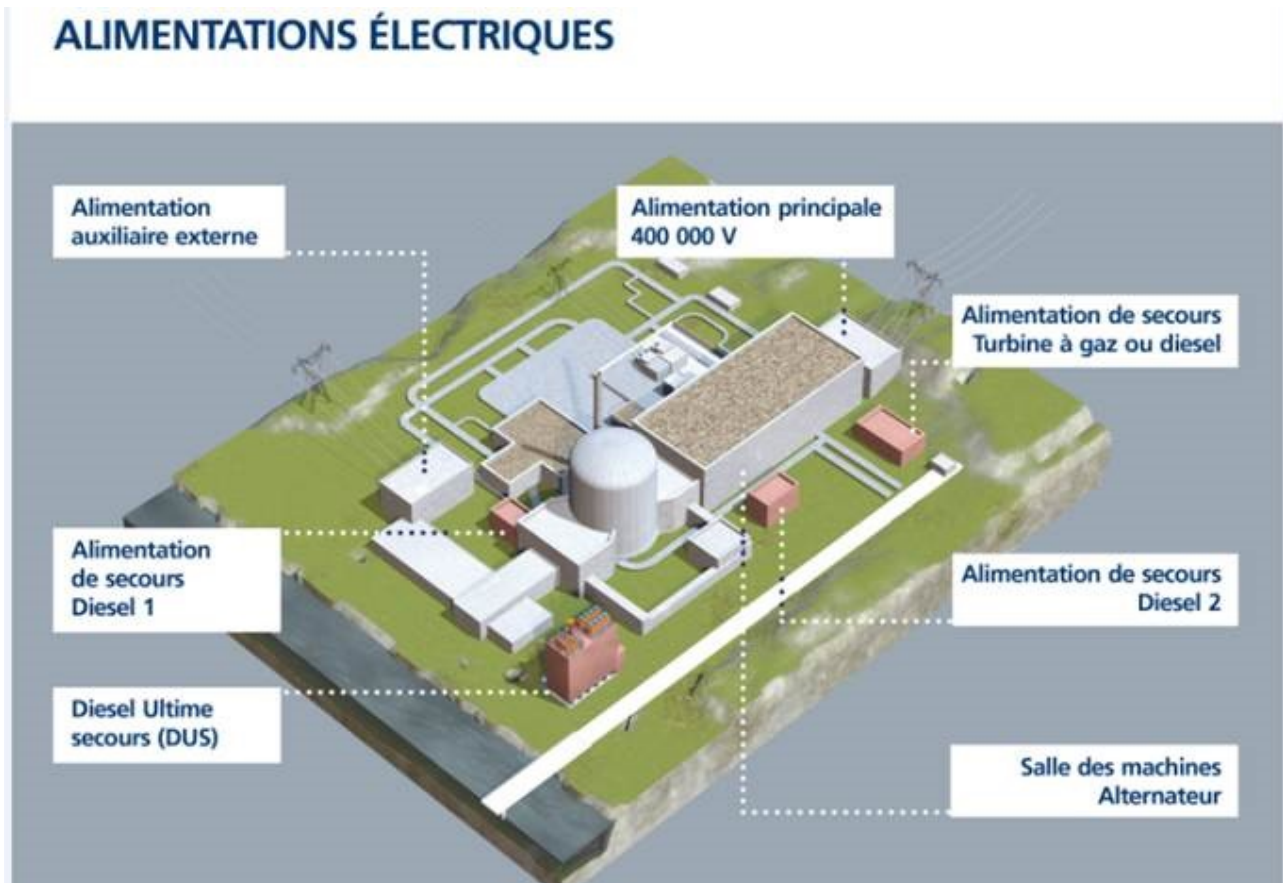 ALIMENTATIONS ÉLECTRIQUES
Alimentation
auxiliaire externe
Alimentation principale
400 000 V
Alimentation de secours
Turbine à gaz ou diesel
Alimentation
de secours
Diesel 1
Alimentation de secours
Diesel 2
Diesel Ultime
secours (DUS)
Salle des machines
Alternateur